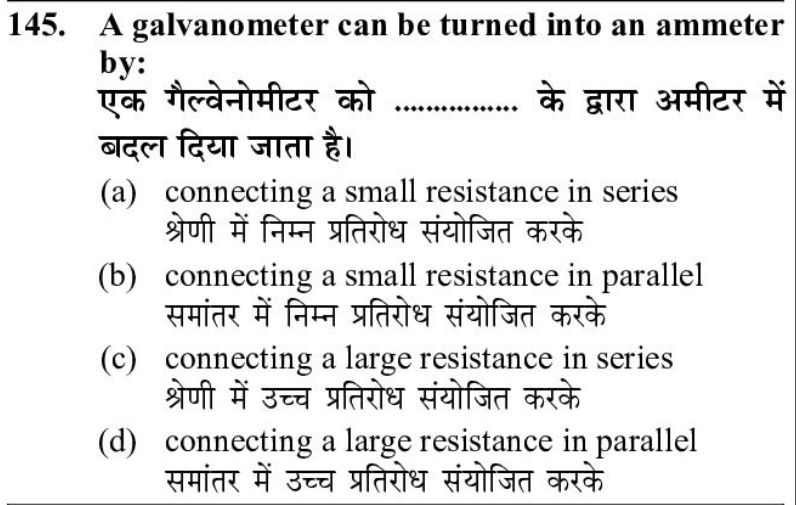 145. A galvanometer can be turned into an ammeter
by:
एक गैल्वेनोमीटर को ................ के द्वारा अमीटर में
बदल दिया जाता है।
(a) connecting a small resistance in series
श्रेणी में निम्न प्रतिरोध संयोजित करके
(b) connecting a small resistance in parallel
समांतर में निम्न प्रतिरोध संयोजित करके
(c) connecting a large resistance in series
श्रेणी में उच्च प्रतिरोध संयोजित करके
(d) connecting a large resistance in parallel
समांतर में उच्च प्रतिरोध संयोजित करके